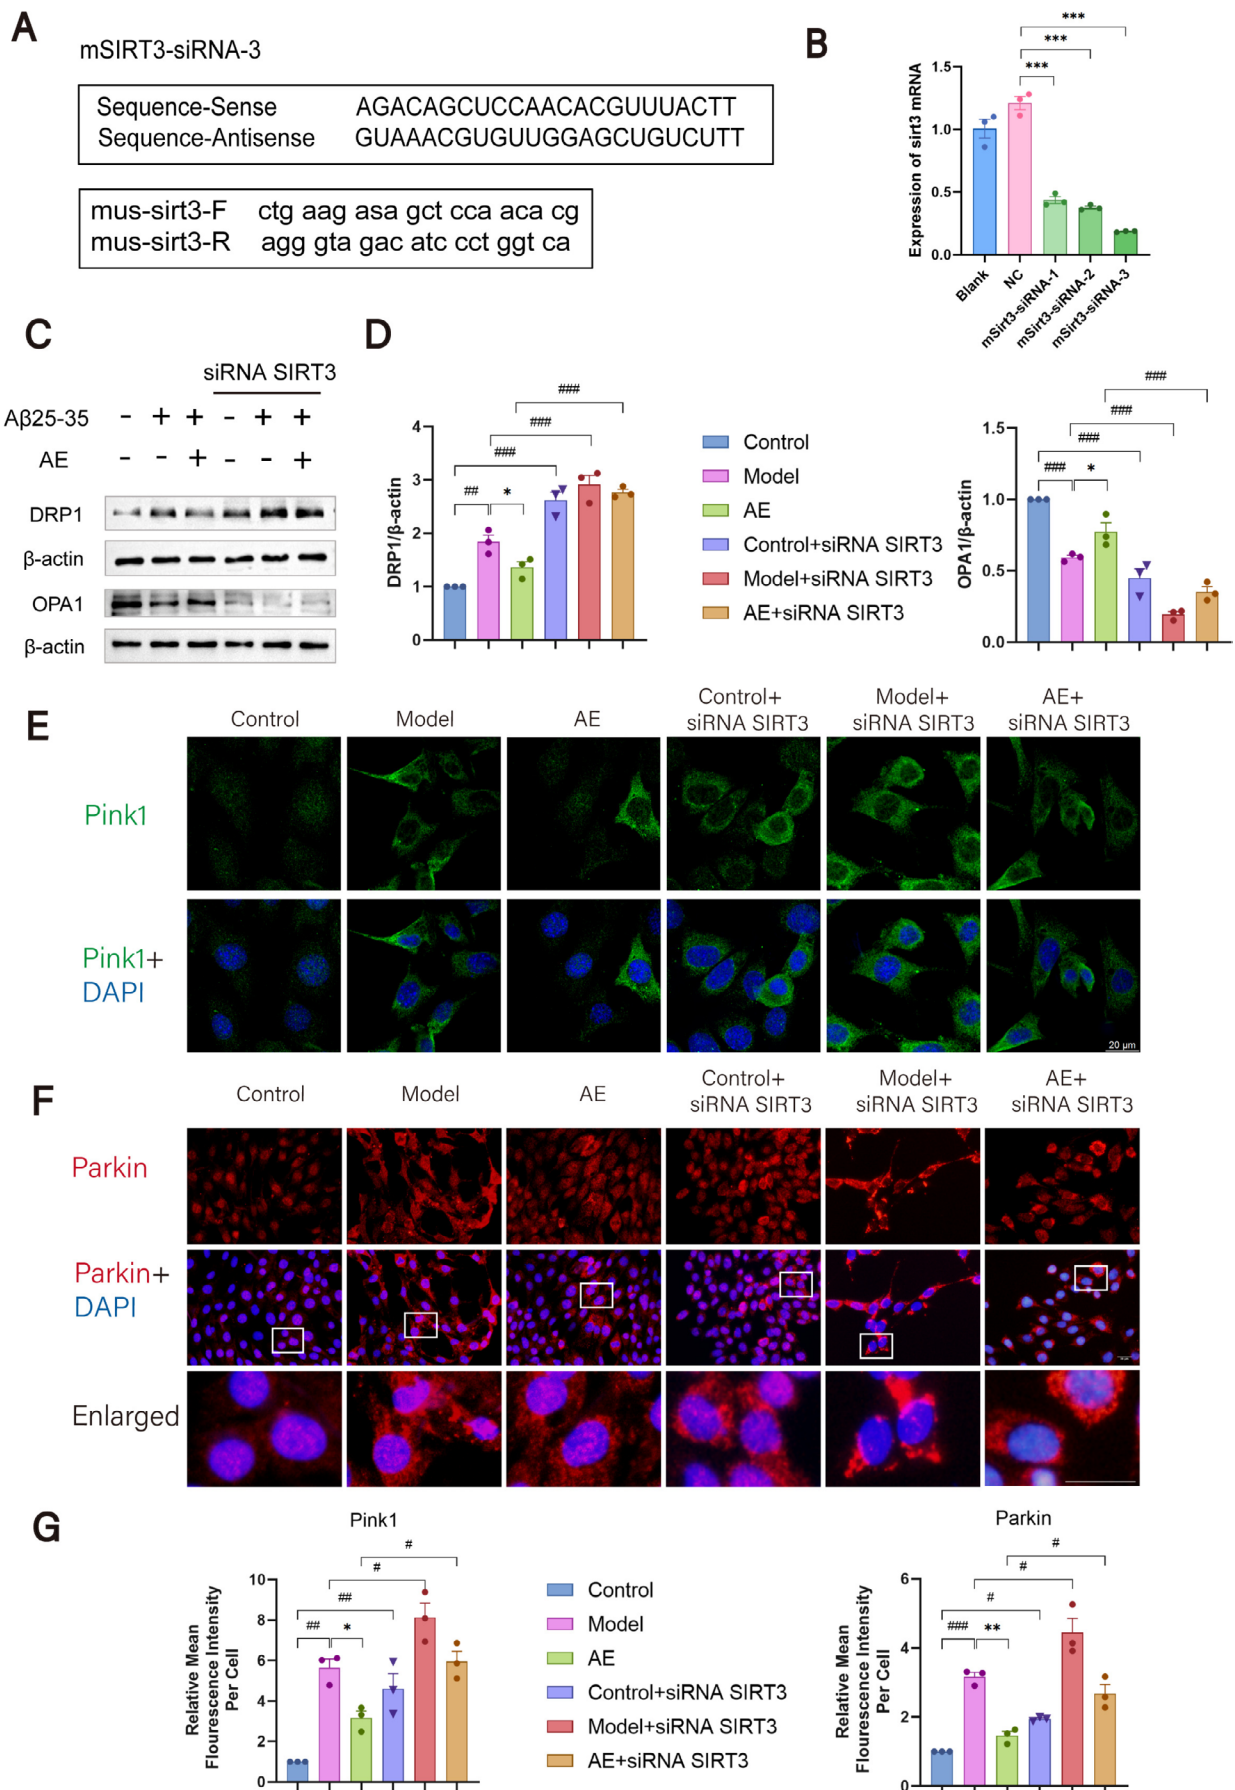 A
mSIRT3-siRNA-3
Sequence-Sense AGACAGCUCCAACACGUUUACTT
Sequence-Antisense GUAAACGUGUUGGAGCUGUCUTT
mus-sirt3-F ctg aag asa gct cca aca cg
mus-sirt3-R agg gta gac atc cct ggt ca
B
***
***
***
Expression of sirt3 mRNA
1.5
1.0
0.5
0.0
Blank
NC
mSirt3-siRNA-1
mSirt3-siRNA-2
mSirt3-siRNA-3
C
siRNA SIRT3
Aβ25-35 - + + - + +
AE - - + - - +
DRP1
β-actin
OPA1
β-actin
D
###
###
###
## *
DRP1/β-actin
4
3
2
1
0
Control
Model
AE
Control+siRNA SIRT3
Model+siRNA SIRT3
AE+siRNA SIRT3
###
###
###
### *
OPA1/β-actin
1.5
1.0
0.5
0.0
E
Control Model AE Control+ siRNA SIRT3 Model+ siRNA SIRT3 AE+ siRNA SIRT3
Pink1
Pink1+
DAPI
20 μm
F
Control Model AE Control+ siRNA SIRT3 Model+ siRNA SIRT3 AE+ siRNA SIRT3
Parkin
Parkin+
DAPI
Enlarged
G
Pink1
#
#
##
## *
Relative Mean
Flourescence Intensity
Per Cell
10
8
6
4
2
0
Control
Model
AE
Control+siRNA SIRT3
Model+siRNA SIRT3
AE+siRNA SIRT3
Parkin
#
#
#
### **
Relative Mean
Flourescence Intensity
Per Cell
6
4
2
0